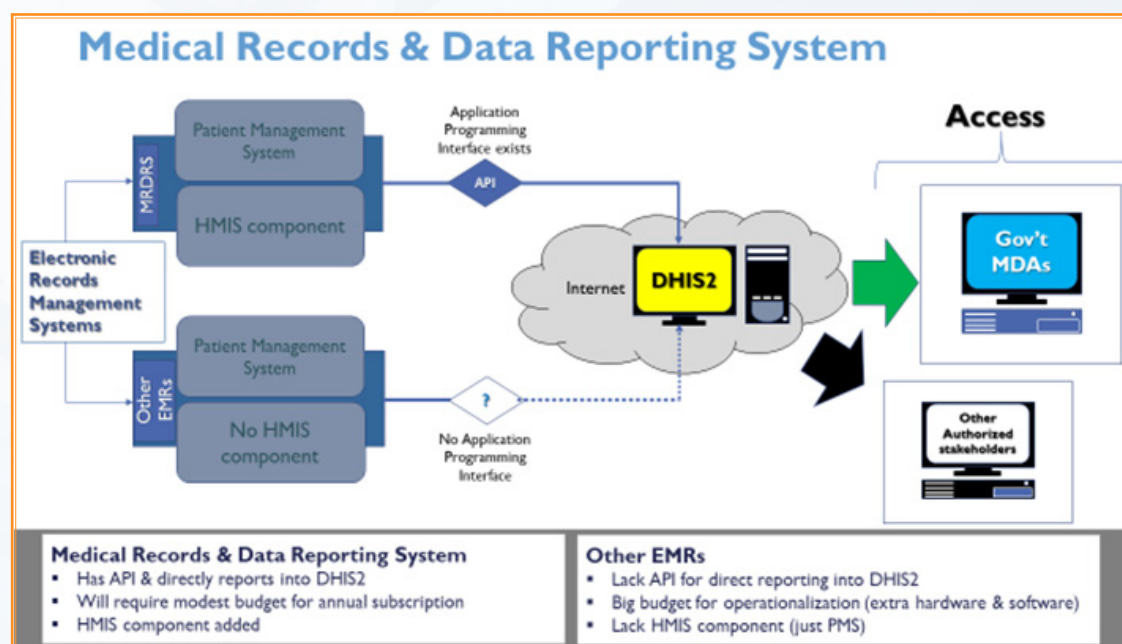 Medical Records & Data Reporting System
Electronic
Records
Management
Systems
MRDRS
Patient Management
System
HMIS component
Application
Programming
Interface exists
API
Other
EMRs
Patient Management
System
No HMIS
component
?
No Application
Programming
Interface
Internet
DHIS2
Access
Gov't
MDAs
Other
Authorized
stakeholders
Medical Records & Data Reporting System
▪ Has API & directly reports into DHIS2
▪ Will require modest budget for annual subscription
▪ HMIS component added
Other EMRs
▪ Lack API for direct reporting into DHIS2
▪ Big budget for operationalization (extra hardware & software)
▪ Lack HMIS component (just PMS)